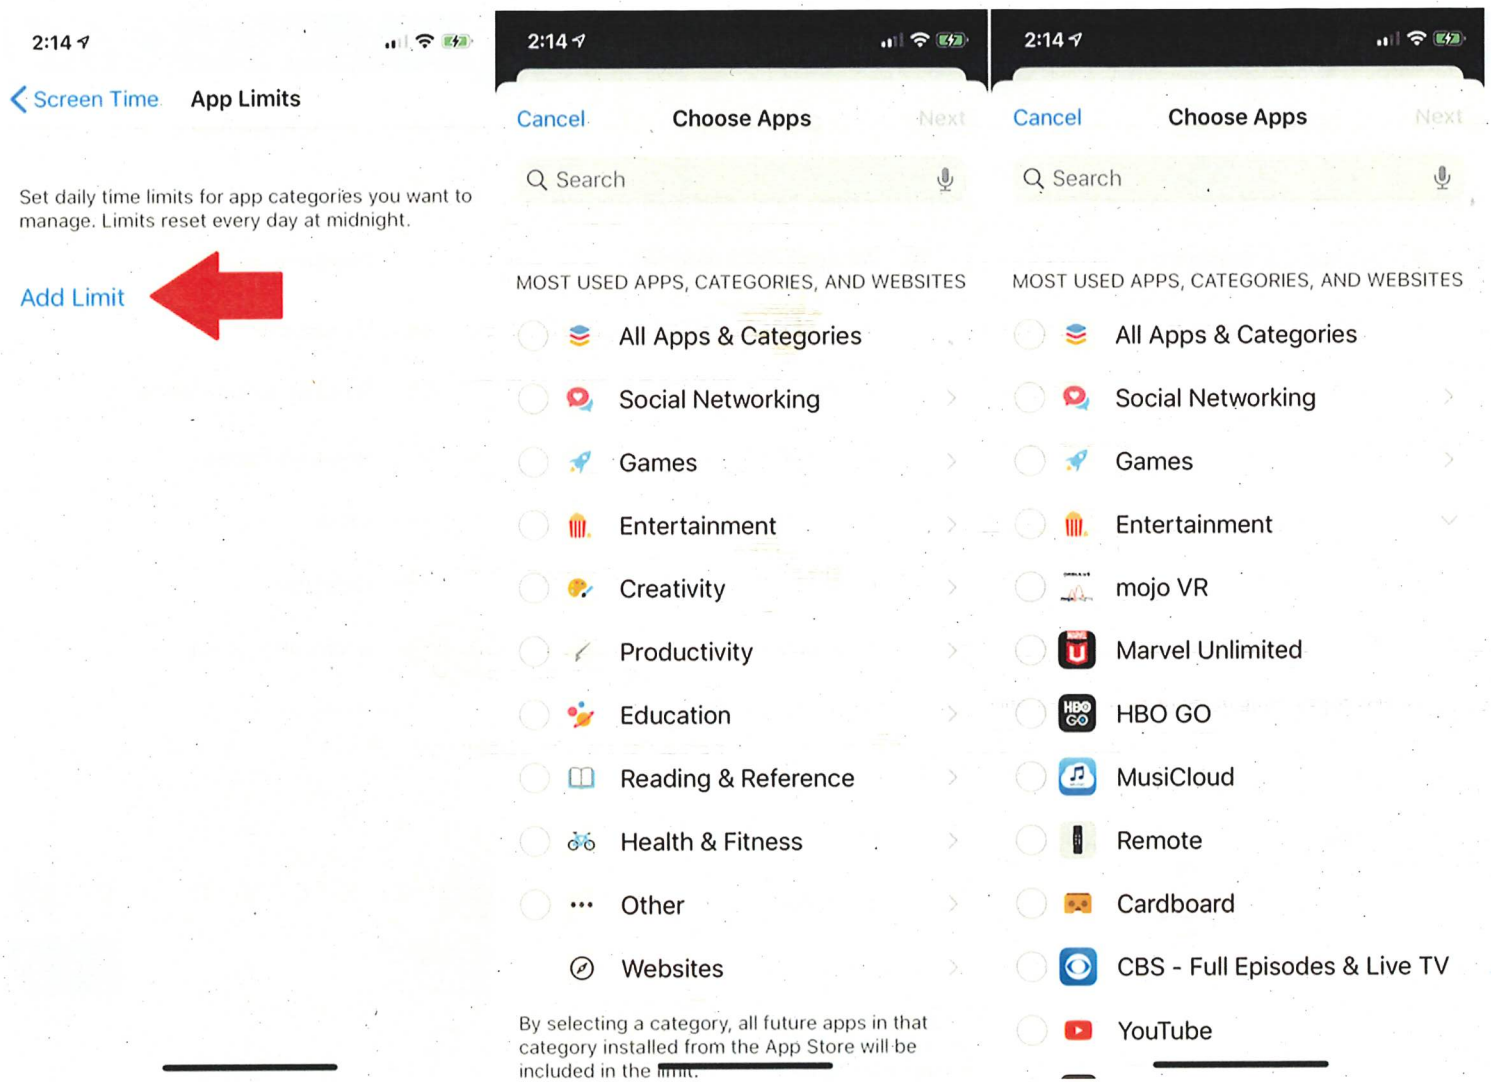 2:14
Screen Time
App Limits
Set daily time limits for app categories you want to
manage. Limits reset every day at midnight.
Add Limit
2:14
Cancel
Choose Apps
Next
Search
MOST USED APPS, CATEGORIES, AND WEBSITES
All Apps & Categories
Social Networking
Games
Entertainment
Creativity
Productivity
Education
Reading & Reference
Health & Fitness
Other
Websites
By selecting a category, all future apps in that
category installed from the App Store will be
included in the limit.
2:14
Cancel
Choose Apps
Next
Search
MOST USED APPS, CATEGORIES, AND WEBSITES
All Apps & Categories
Social Networking
Games
Entertainment
mojo VR
Marvel Unlimited
HBO
GO
HBO GO
MusiCloud
Remote
Cardboard
CBS - Full Episodes & Live TV
YouTube